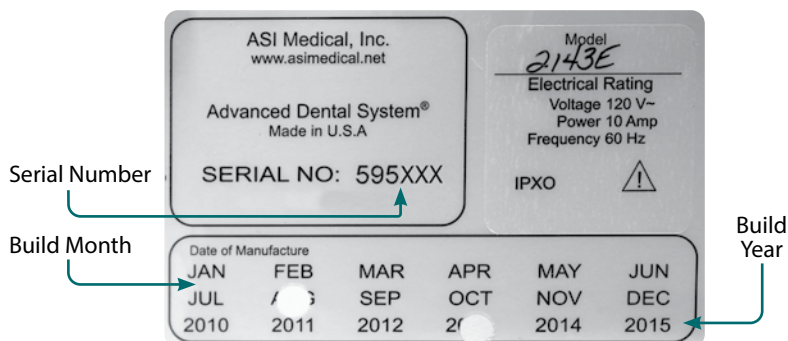 ASI Medical, Inc.
www.asimedical.net
Advanced Dental System®
Made in U.S.A
SERIAL NO: 595XXX
Model
2143E
Electrical Rating
Voltage 120 V~
Power 10 Amp
Frequency 60 Hz
IPXO
Serial Number
Build Month
Build
Year
Date of Manufacture
JAN FEB MAR APR MAY JUN
JUL SEP OCT NOV DEC
2010 2011 2012 2014 2015